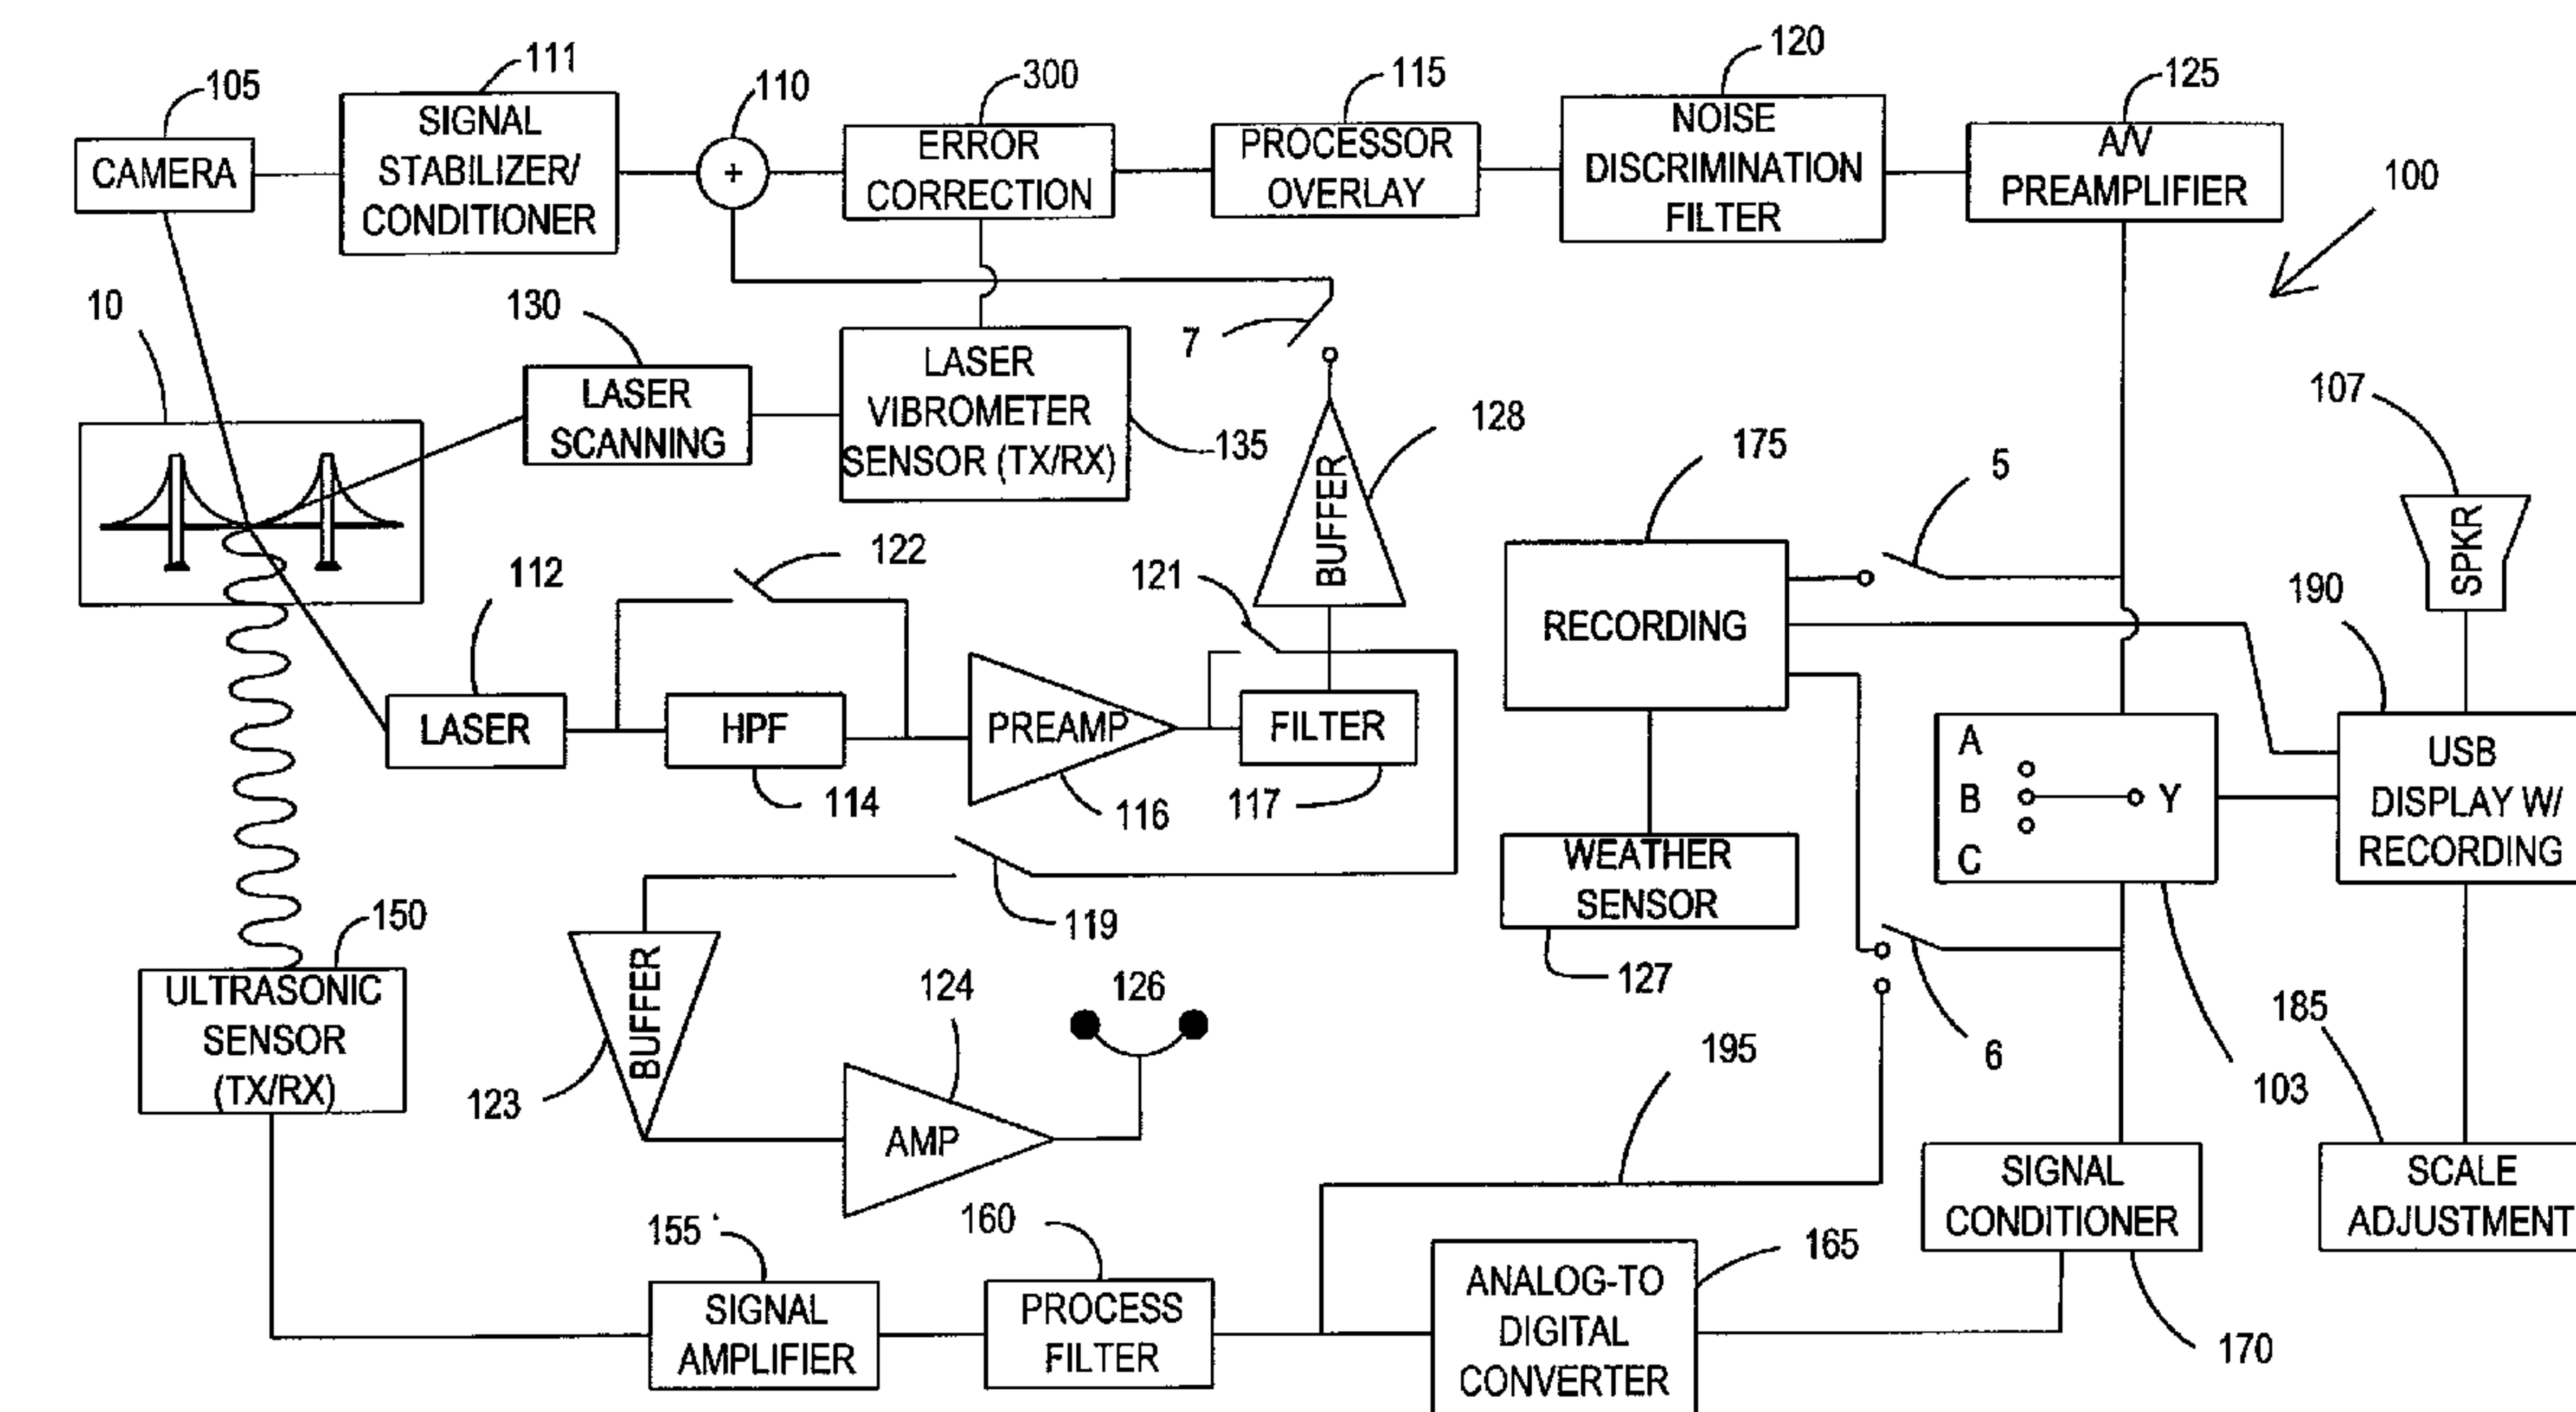 105
111
110
300
115
120
125
100
CAMERA
SIGNAL
STABILIZER/
CONDITIONER
+
ERROR
CORRECTION
PROCESSOR
OVERLAY
NOISE
DISCRIMINATION
FILTER
A/V
PREAMPLIFIER
10
130
LASER
SCANNING
LASER
VIBROMETER
SENSOR (TX/RX)
135
7
128
BUFFER
175
5
107
SPKR
112
122
121
RECORDING
190
LASER
HPF
PREAMP
FILTER
114
116
117
A
B
C
Y
USB
DISPLAY W/
RECORDING
WEATHER
SENSOR
127
119
150
ULTRASONIC
SENSOR
(TX/RX)
BUFFER
123
124
126
AMP
195
6
103
185
SIGNAL
CONDITIONER
SCALE
ADJUSTMENT
155
160
165
170
SIGNAL
AMPLIFIER
PROCESS
FILTER
ANALOG-TO
DIGITAL
CONVERTER